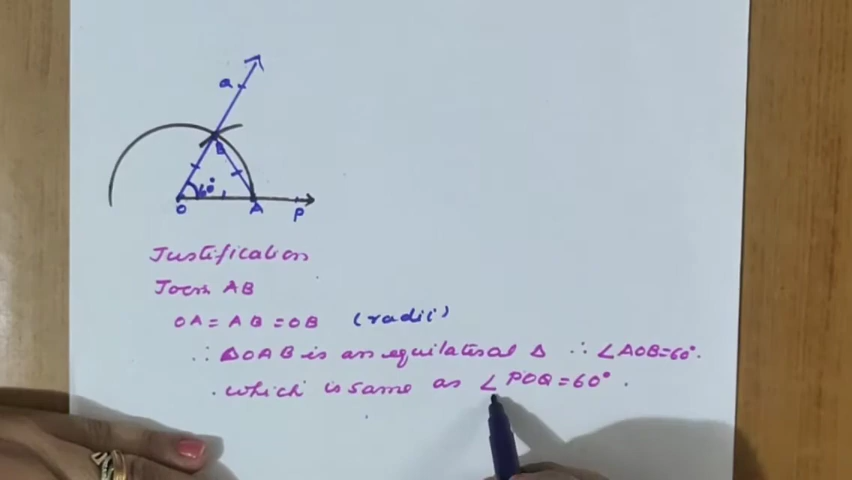 Q
B
60°
O
A
P
Justification
Join AB
OA = AB = OB (radii)
∴ ΔOAB is an equilateral Δ ∴ ∠AOB=60°.
. which is same as ∠POQ=60°.